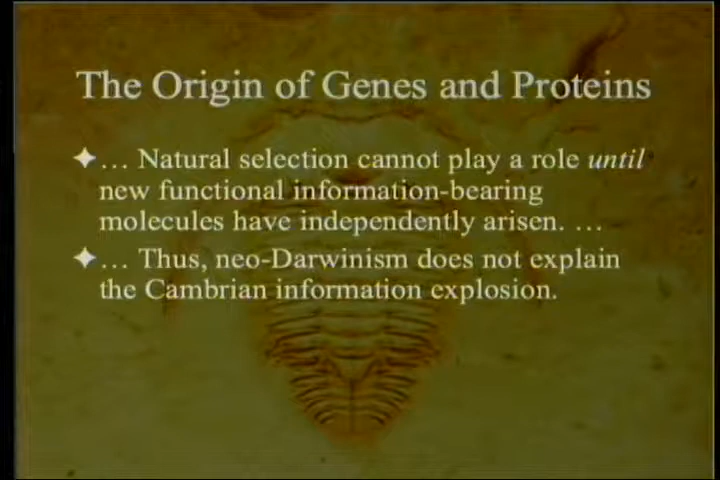 The Origin of Genes and Proteins
… Natural selection cannot play a role until
new functional information-bearing
molecules have independently arisen. …
… Thus, neo-Darwinism does not explain
the Cambrian information explosion.